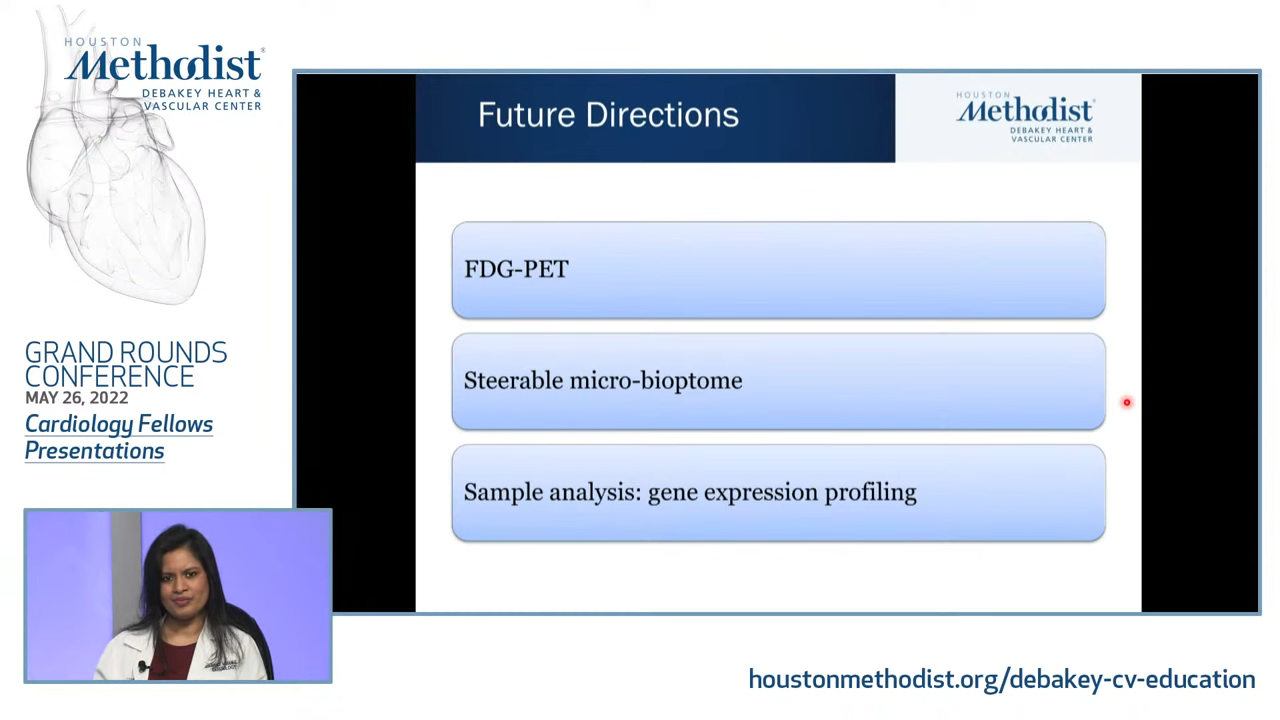 HOUSTON
Methodist®
DEBAKEY HEART &
VASCULAR CENTER
GRAND ROUNDS
CONFERENCE
MAY 26, 2022
Cardiology Fellows
Presentations
Future Directions
HOUSTON
Methodist®
DEBAKEY HEART &
VASCULAR CENTER
FDG-PET
Steerable micro-bioptome
Sample analysis: gene expression profiling
houstonmethodist.org/debakey-cv-education